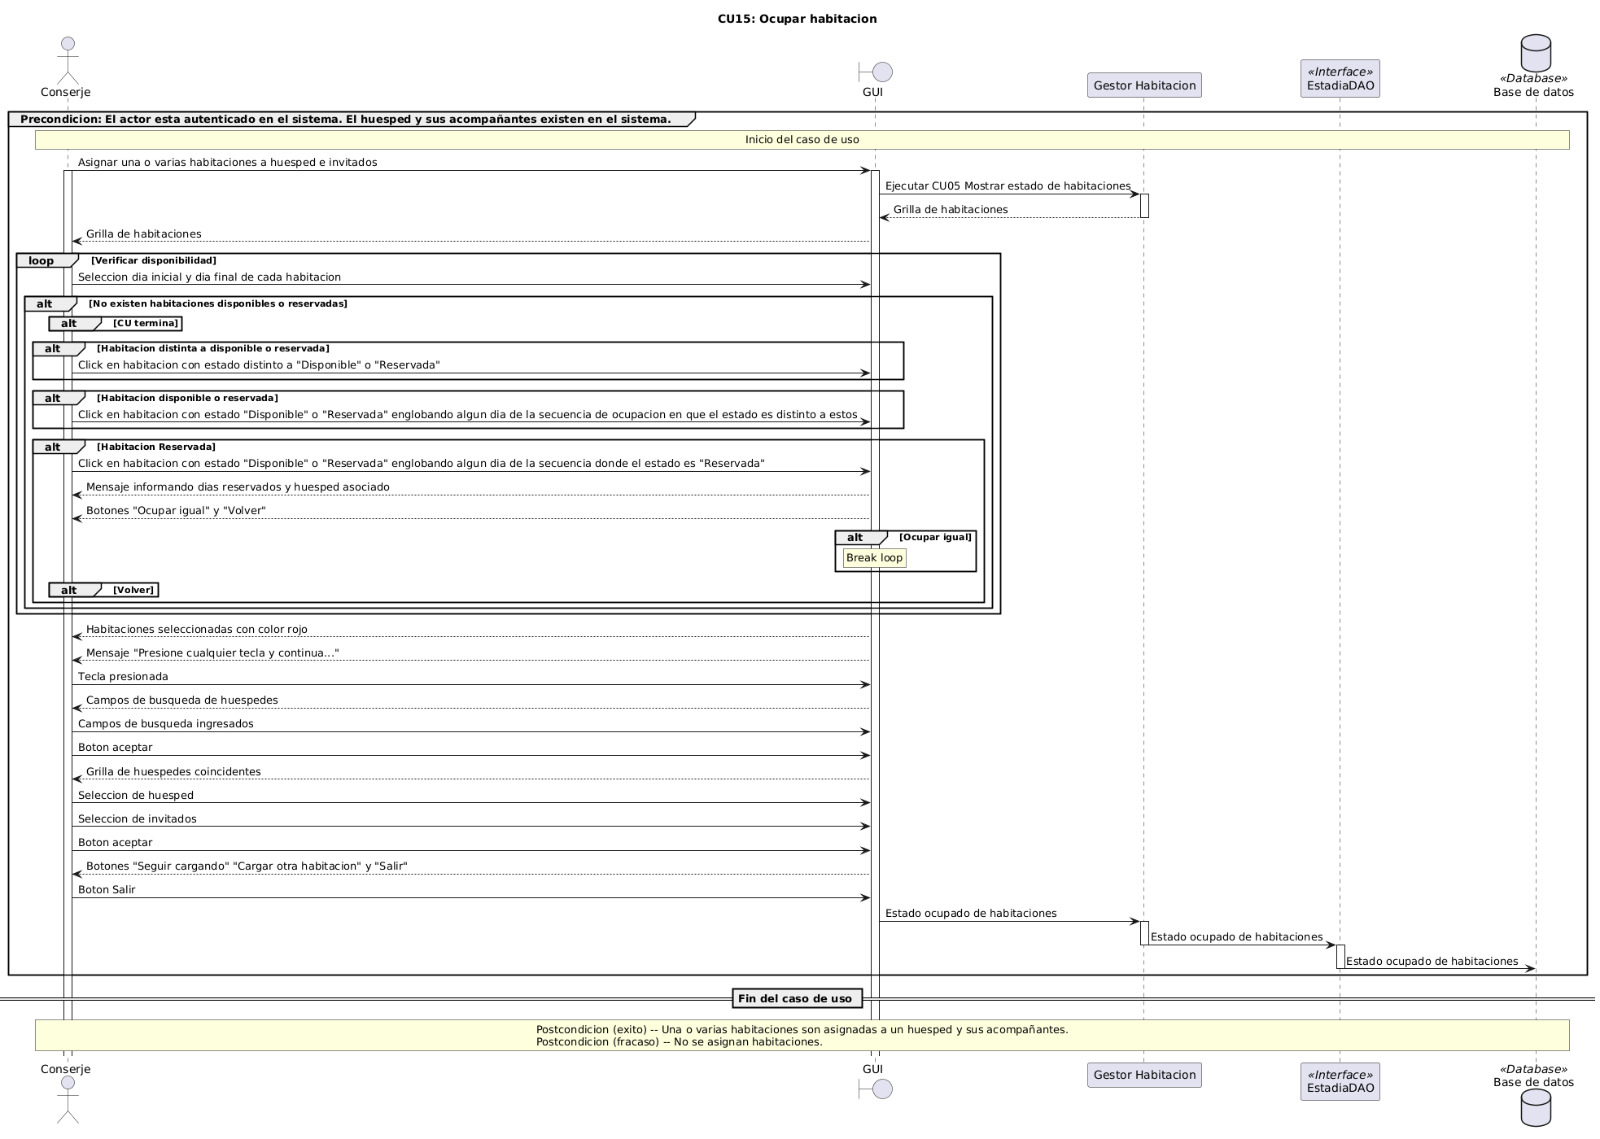 CU15: Ocupar habitacion
Conserje
GUI
Gestor Habitacion
«Interface»
EstadiaDAO
«Database»
Base de datos
Precondicion: El actor esta autenticado en el sistema. El huesped y sus acompañantes existen en el sistema.
Inicio del caso de uso
Asignar una o varias habitaciones a huesped e invitados
Ejecutar CU05 Mostrar estado de habitaciones
Grilla de habitaciones
Grilla de habitaciones
loop [Verificar disponibilidad]
Seleccion dia inicial y dia final de cada habitacion
alt [No existen habitaciones disponibles o reservadas]
alt [CU termina]
alt [Habitacion distinta a disponible o reservada]
Click en habitacion con estado distinto a "Disponible" o "Reservada"
alt [Habitacion disponible o reservada]
Click en habitacion con estado "Disponible" o "Reservada" englobando algun dia de la secuencia de ocupacion en que el estado es distinto a estos
alt [Habitacion Reservada]
Click en habitacion con estado "Disponible" o "Reservada" englobando algun dia de la secuencia donde el estado es "Reservada"
Mensaje informando dias reservados y huesped asociado
Botones "Ocupar igual" y "Volver"
alt [Ocupar igual]
Break loop
alt [Volver]
Habitaciones seleccionadas con color rojo
Mensaje "Presione cualquier tecla y continua..."
Tecla presionada
Campos de busqueda de huespedes
Campos de busqueda ingresados
Boton aceptar
Grilla de huespedes coincidentes
Seleccion de huesped
Seleccion de invitados
Boton aceptar
Botones "Seguir cargando" "Cargar otra habitacion" y "Salir"
Boton Salir
Estado ocupado de habitaciones
Estado ocupado de habitaciones
Estado ocupado de habitaciones
Fin del caso de uso
Postcondicion (exito) -- Una o varias habitaciones son asignadas a un huesped y sus acompañantes.
Postcondicion (fracaso) -- No se asignan habitaciones.
Conserje
GUI
Gestor Habitacion
«Interface»
EstadiaDAO
«Database»
Base de datos